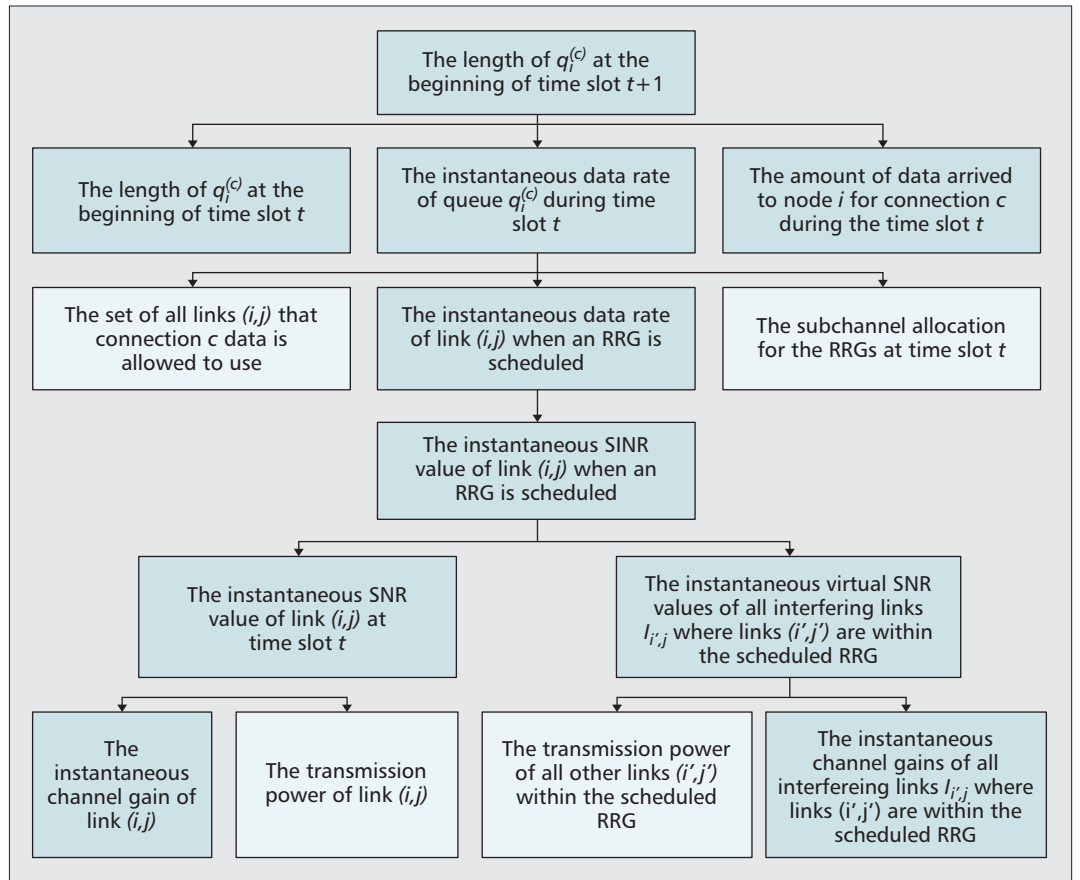 The length of q_i^(c) at the
beginning of time slot t+1
The length of q_i^(c) at the
beginning of time slot t
The instantaneous data rate
of queue q_i^(c) during time
slot t
The amount of data arrived
to node i for connection c
during the time slot t
The set of all links (i,j) that
connection c data is
allowed to use
The instantaneous data rate
of link (i,j) when an RRG is
scheduled
The subchannel allocation
for the RRGs at time slot t
The instantaneous SINR
value of link (i,j) when an
RRG is scheduled
The instantaneous SNR
value of link (i,j) at
time slot t
The instantaneous virtual SNR
values of all interfering links
I_i',j where links (i',j') are within
the scheduled RRG
The
instantaneous
channel gain of
link (i,j)
The transmission
power of link (i,j)
The transmission power
of all other links (i',j')
within the scheduled
RRG
The instantaneous
channel gains of all
interfereing links I_i',j where
links (i',j') are within the
scheduled RRG